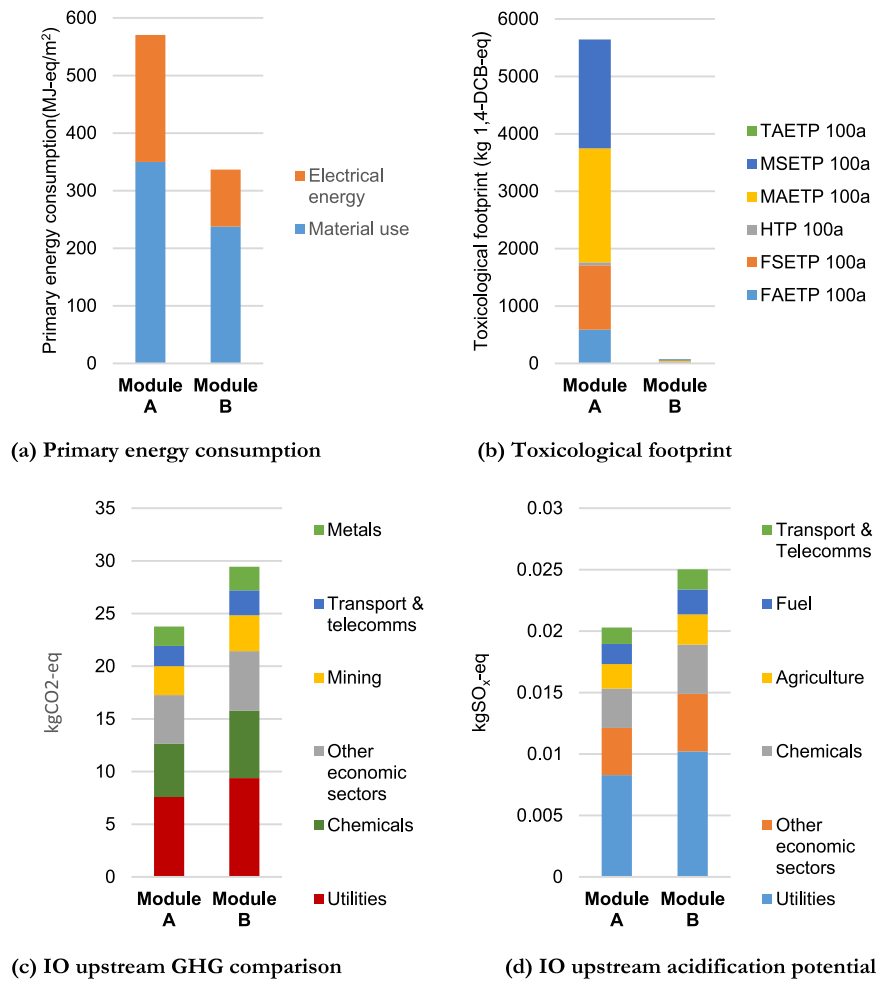 Primary energy consumption(MJ-eq/m²)
600
500
400
300
200
100
0
Module
A
Module
B
Electrical
energy
Material use
(a) Primary energy consumption
Toxicological footprint (kg 1,4-DCB-eq)
6000
5000
4000
3000
2000
1000
0
Module
A
Module
B
TAETP 100a
MSETP 100a
MAETP 100a
HTP 100a
FSETP 100a
FAETP 100a
(b) Toxicological footprint
kgCO2-eq
35
30
25
20
15
10
5
0
Module
A
Module
B
Metals
Transport &
telecomms
Mining
Other
economic
sectors
Chemicals
Utilities
(c) IO upstream GHG comparison
kgSOₓ-eq
0.03
0.025
0.02
0.015
0.01
0.005
0
Module
A
Module
B
Transport &
Telecomms
Fuel
Agriculture
Chemicals
Other
economic
sectors
Utilities
(d) IO upstream acidification potential